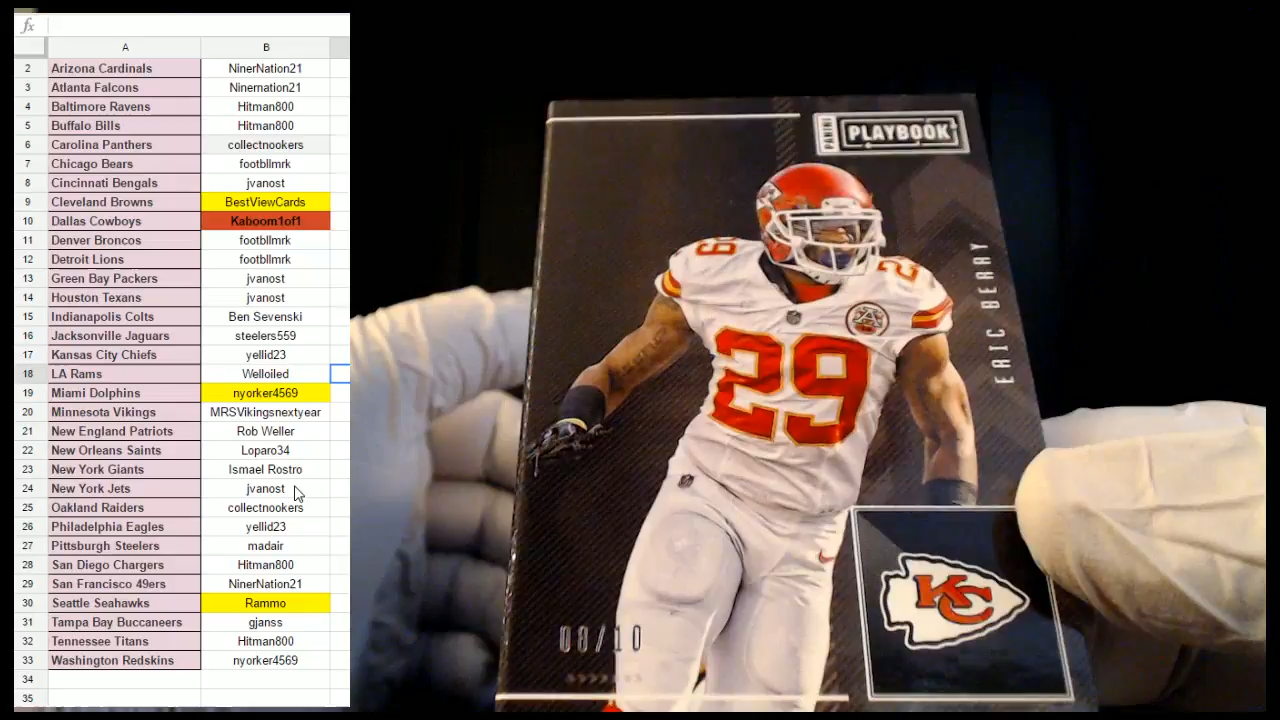 fx
A B
2 Arizona Cardinals NinerNation21
3 Atlanta Falcons Ninernation21
4 Baltimore Ravens Hitman800
5 Buffalo Bills Hitman800
6 Carolina Panthers collectnookers
7 Chicago Bears footbllmrk
8 Cincinnati Bengals jvanost
9 Cleveland Browns BestViewCards
10 Dallas Cowboys Kaboom1of1
11 Denver Broncos footbllmrk
12 Detroit Lions footbllmrk
13 Green Bay Packers jvanost
14 Houston Texans jvanost
15 Indianapolis Colts Ben Sevenski
16 Jacksonville Jaguars steelers559
17 Kansas City Chiefs yellid23
18 LA Rams Welloiled
19 Miami Dolphins nyorker4569
20 Minnesota Vikings MRSVikingsnextyear
21 New England Patriots Rob Weller
22 New Orleans Saints Loparo34
23 New York Giants Ismael Rostro
24 New York Jets jvanost
25 Oakland Raiders collectnookers
26 Philadelphia Eagles yellid23
27 Pittsburgh Steelers madair
28 San Diego Chargers Hitman800
29 San Francisco 49ers NinerNation21
30 Seattle Seahawks Rammo
31 Tampa Bay Buccaneers gjanss
32 Tennessee Titans Hitman800
33 Washington Redskins nyorker4569
34
35
PANINI PLAYBOOK
ERIC BERRY
29
29
KC
08/10